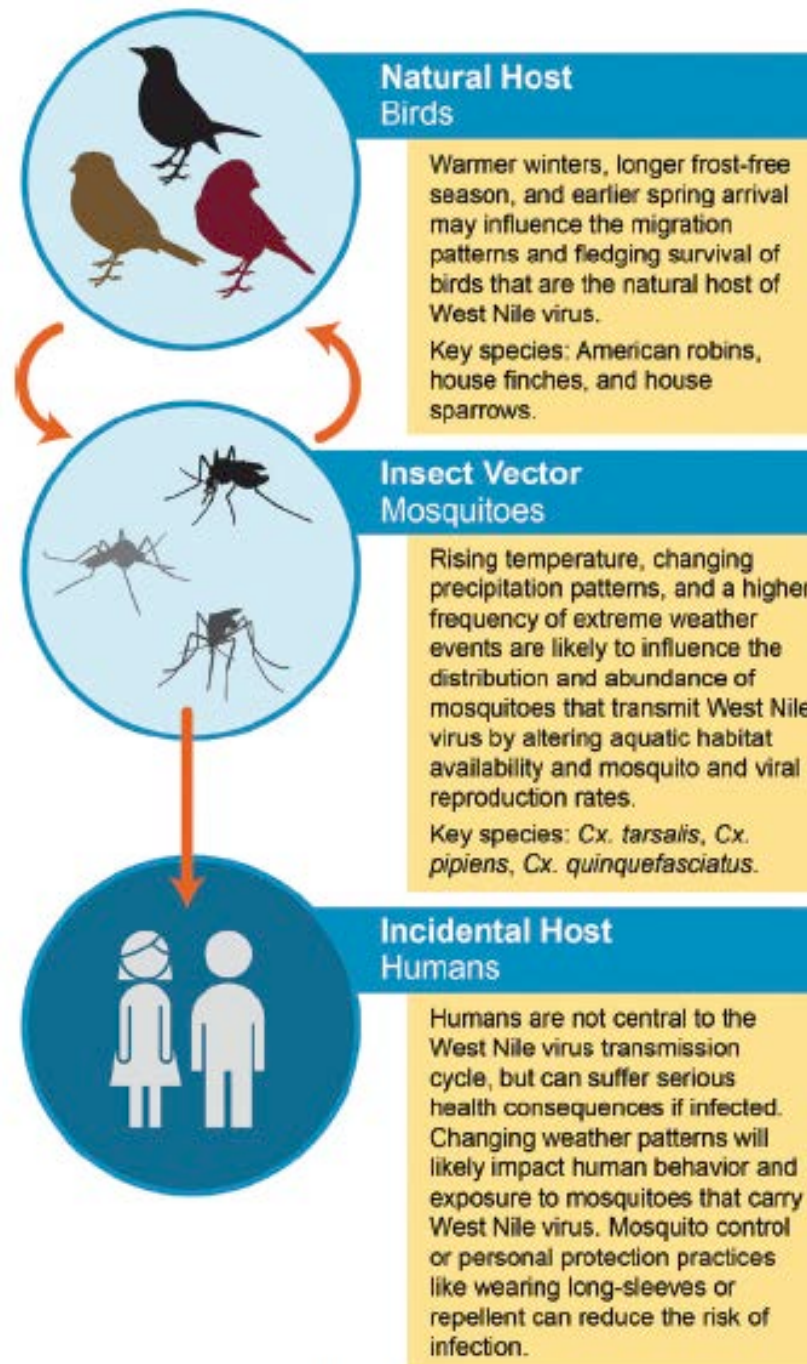 Natural Host
Birds
Warmer winters, longer frost-free
season, and earlier spring arrival
may influence the migration
patterns and fledging survival of
birds that are the natural host of
West Nile virus.
Key species: American robins,
house finches, and house
sparrows.
Insect Vector
Mosquitoes
Rising temperature, changing
precipitation patterns, and a higher
frequency of extreme weather
events are likely to influence the
distribution and abundance of
mosquitoes that transmit West Nile
virus by altering aquatic habitat
availability and mosquito and viral
reproduction rates.
Key species: Cx. tarsalis, Cx.
pipiens, Cx. quinquefasciatus.
Incidental Host
Humans
Humans are not central to the
West Nile virus transmission
cycle, but can suffer serious
health consequences if infected.
Changing weather patterns will
likely impact human behavior and
exposure to mosquitoes that carry
West Nile virus. Mosquito control
or personal protection practices
like wearing long-sleeves or
repellent can reduce the risk of
infection.